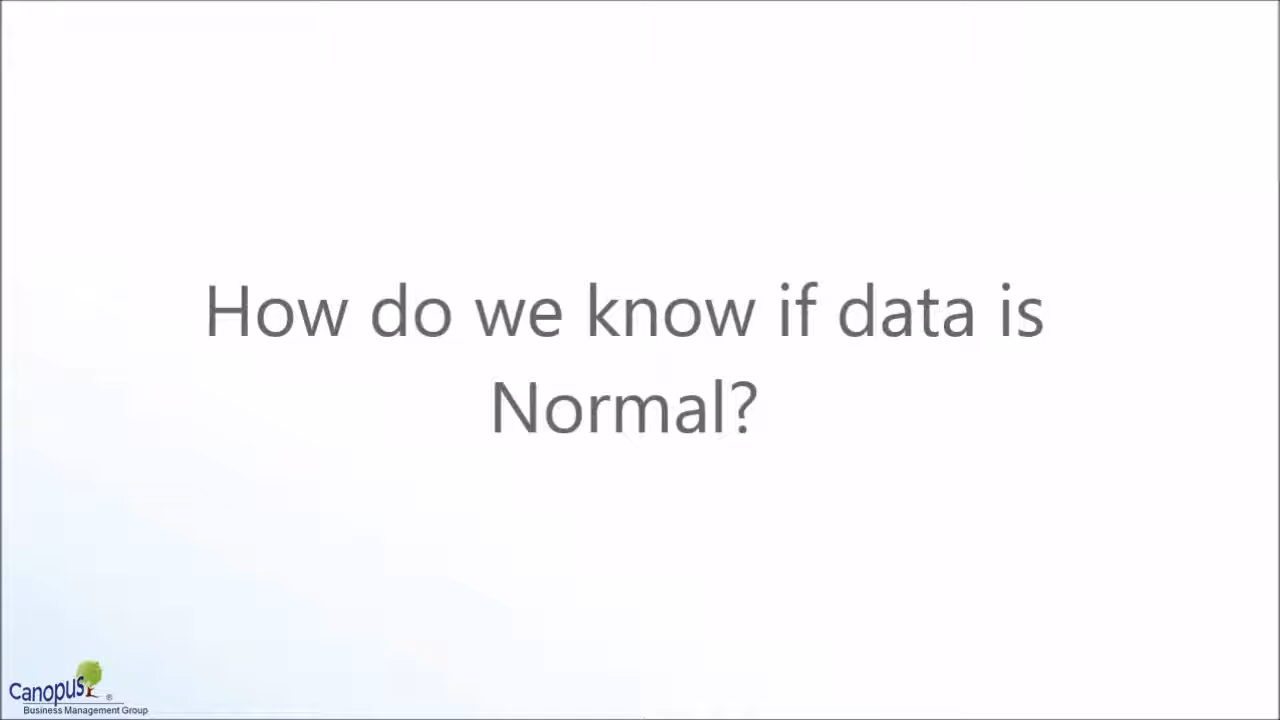 How do we know if data is
Normal?
Canopus ®
Business Management Group